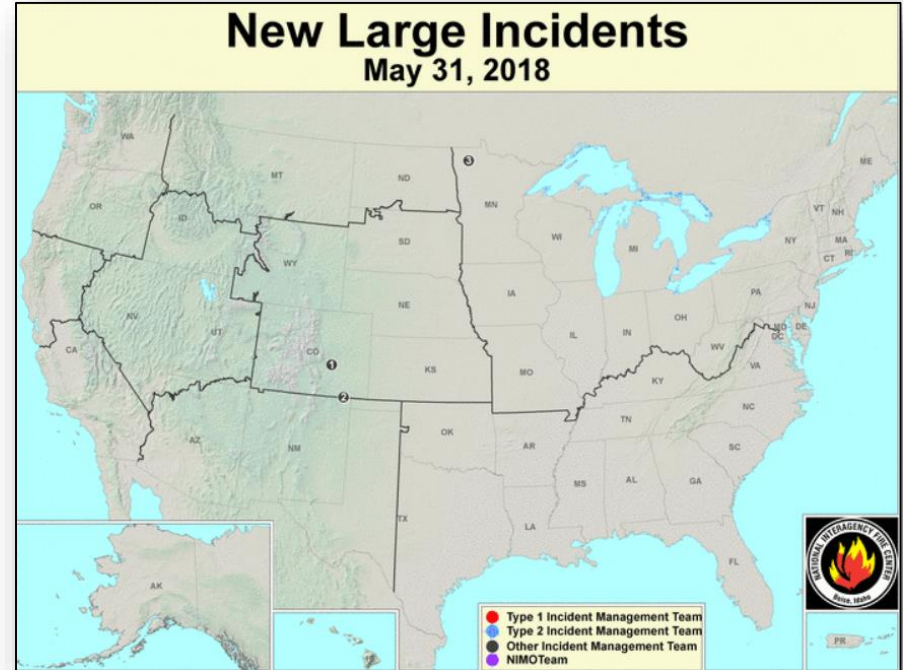 New Large Incidents
May 31, 2018
WA
MT
ND
3
MN
ME
OR
ID
VT
NH
SD
WI
MI
NY
MA
WY
CT
RI
IA
NE
PA
NJ
NV
UT
IL
IN
OH
MD
DE
DC
CO
1
WV
CA
KS
MO
VA
KY
2
NC
TN
OK
AZ
NM
AR
SC
MS
AL
GA
TX
LA
FL
AK
NATIONAL INTERAGENCY FIRE CENTER
Boise, Idaho
Type 1 Incident Management Team
Type 2 Incident Management Team
Other Incident Management Team
NIMOTeam
PR